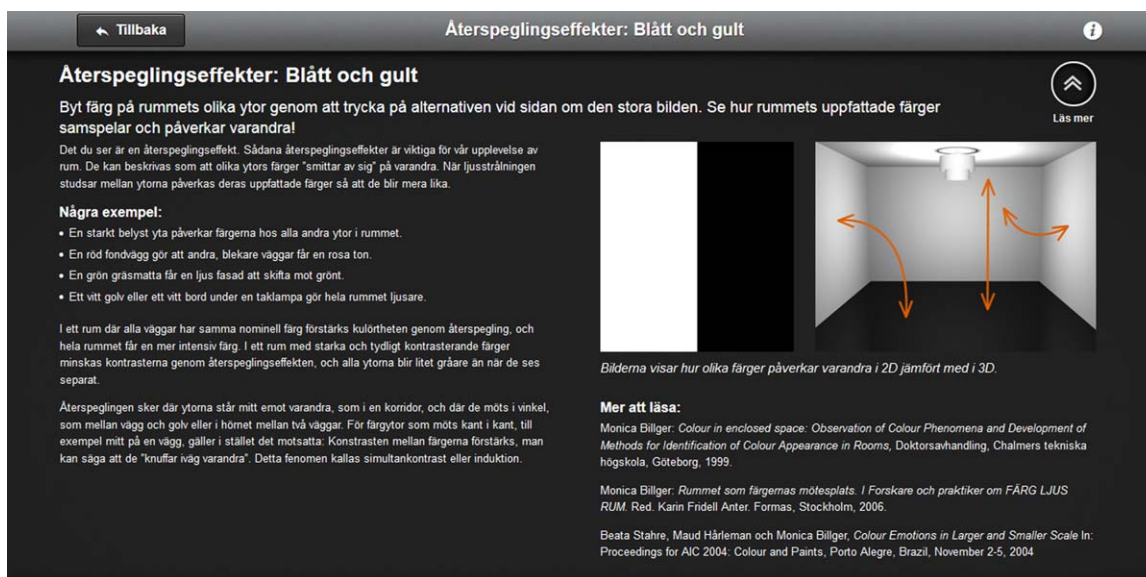 Tillbaka
Återspeglingseffekter: Blått och gult
Återspeglingseffekter: Blått och gult
Byt färg på rummets olika ytor genom att trycka på alternativen vid sidan om den stora bilden. Se hur rummets uppfattade färger
samspelar och påverkar varandra!
Läs mer
Det du ser är en återspeglingseffekt. Sådana återspeglingseffekter är viktiga för vår upplevelse av
rum. De kan beskrivas som att olika ytors färger "smittar av sig" på varandra. När ljusstrålningen
studsar mellan ytorna påverkas deras uppfattade färger så att de blir mera lika.
Några exempel:
• En starkt belyst yta påverkar färgerna hos alla andra ytor i rummet.
• En röd fondvägg gör att andra, blekare väggar får en rosa ton.
• En grön gräsmatta får en ljus fasad att skifta mot grönt.
• Ett vitt golv eller ett vitt bord under en taklampa gör hela rummet ljusare.
I ett rum där alla väggar har samma nominell färg förstärks kulörtheten genom återspegling, och
hela rummet får en mer intensiv färg. I ett rum med starka och tydligt kontrasterande färger
minskas kontrasterna genom återspeglingseffekten, och alla ytorna blir litet gråare än när de ses
separat.
Återspeglingen sker där ytorna står mitt emot varandra, som i en korridor, och där de möts i vinkel,
som mellan vägg och golv eller i hörnet mellan två väggar. För färgytor som möts kant i kant, till
exempel mitt på en vägg, gäller i stället det motsatta: Konstrasten mellan färgerna förstärks, man
kan säga att de "knuffar iväg varandra". Detta fenomen kallas simultankontrast eller induktion.
Bilderna visar hur olika färger påverkar varandra i 2D jämfört med i 3D.
Mer att läsa:
Monica Billger: Colour in enclosed space: Observation of Colour Phenomena and Development of
Methods for Identification of Colour Appearance in Rooms, Doktorsavhandling, Chalmers tekniska
högskola, Göteborg, 1999.
Monica Billger: Rummet som färgernas mötesplats. I Forskare och praktiker om FÄRG LJUS
RUM. Red. Karin Fridell Anter. Formas, Stockholm, 2006.
Beata Stahre, Maud Hårleman och Monica Billger, Colour Emotions in Larger and Smaller Scale In:
Proceedings for AIC 2004: Colour and Paints, Porto Alegre, Brazil, November 2-5, 2004